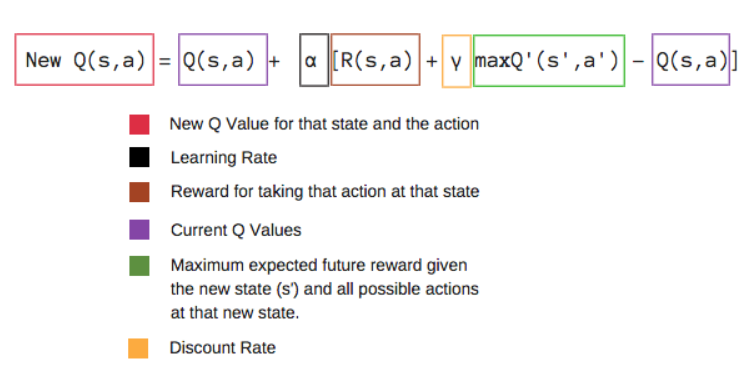 New Q(s,a) = Q(s,a) + α [R(s,a) + γ maxQ'(s',a') − Q(s,a)]
New Q Value for that state and the action
Learning Rate
Reward for taking that action at that state
Current Q Values
Maximum expected future reward given
the new state (s') and all possible actions
at that new state.
Discount Rate